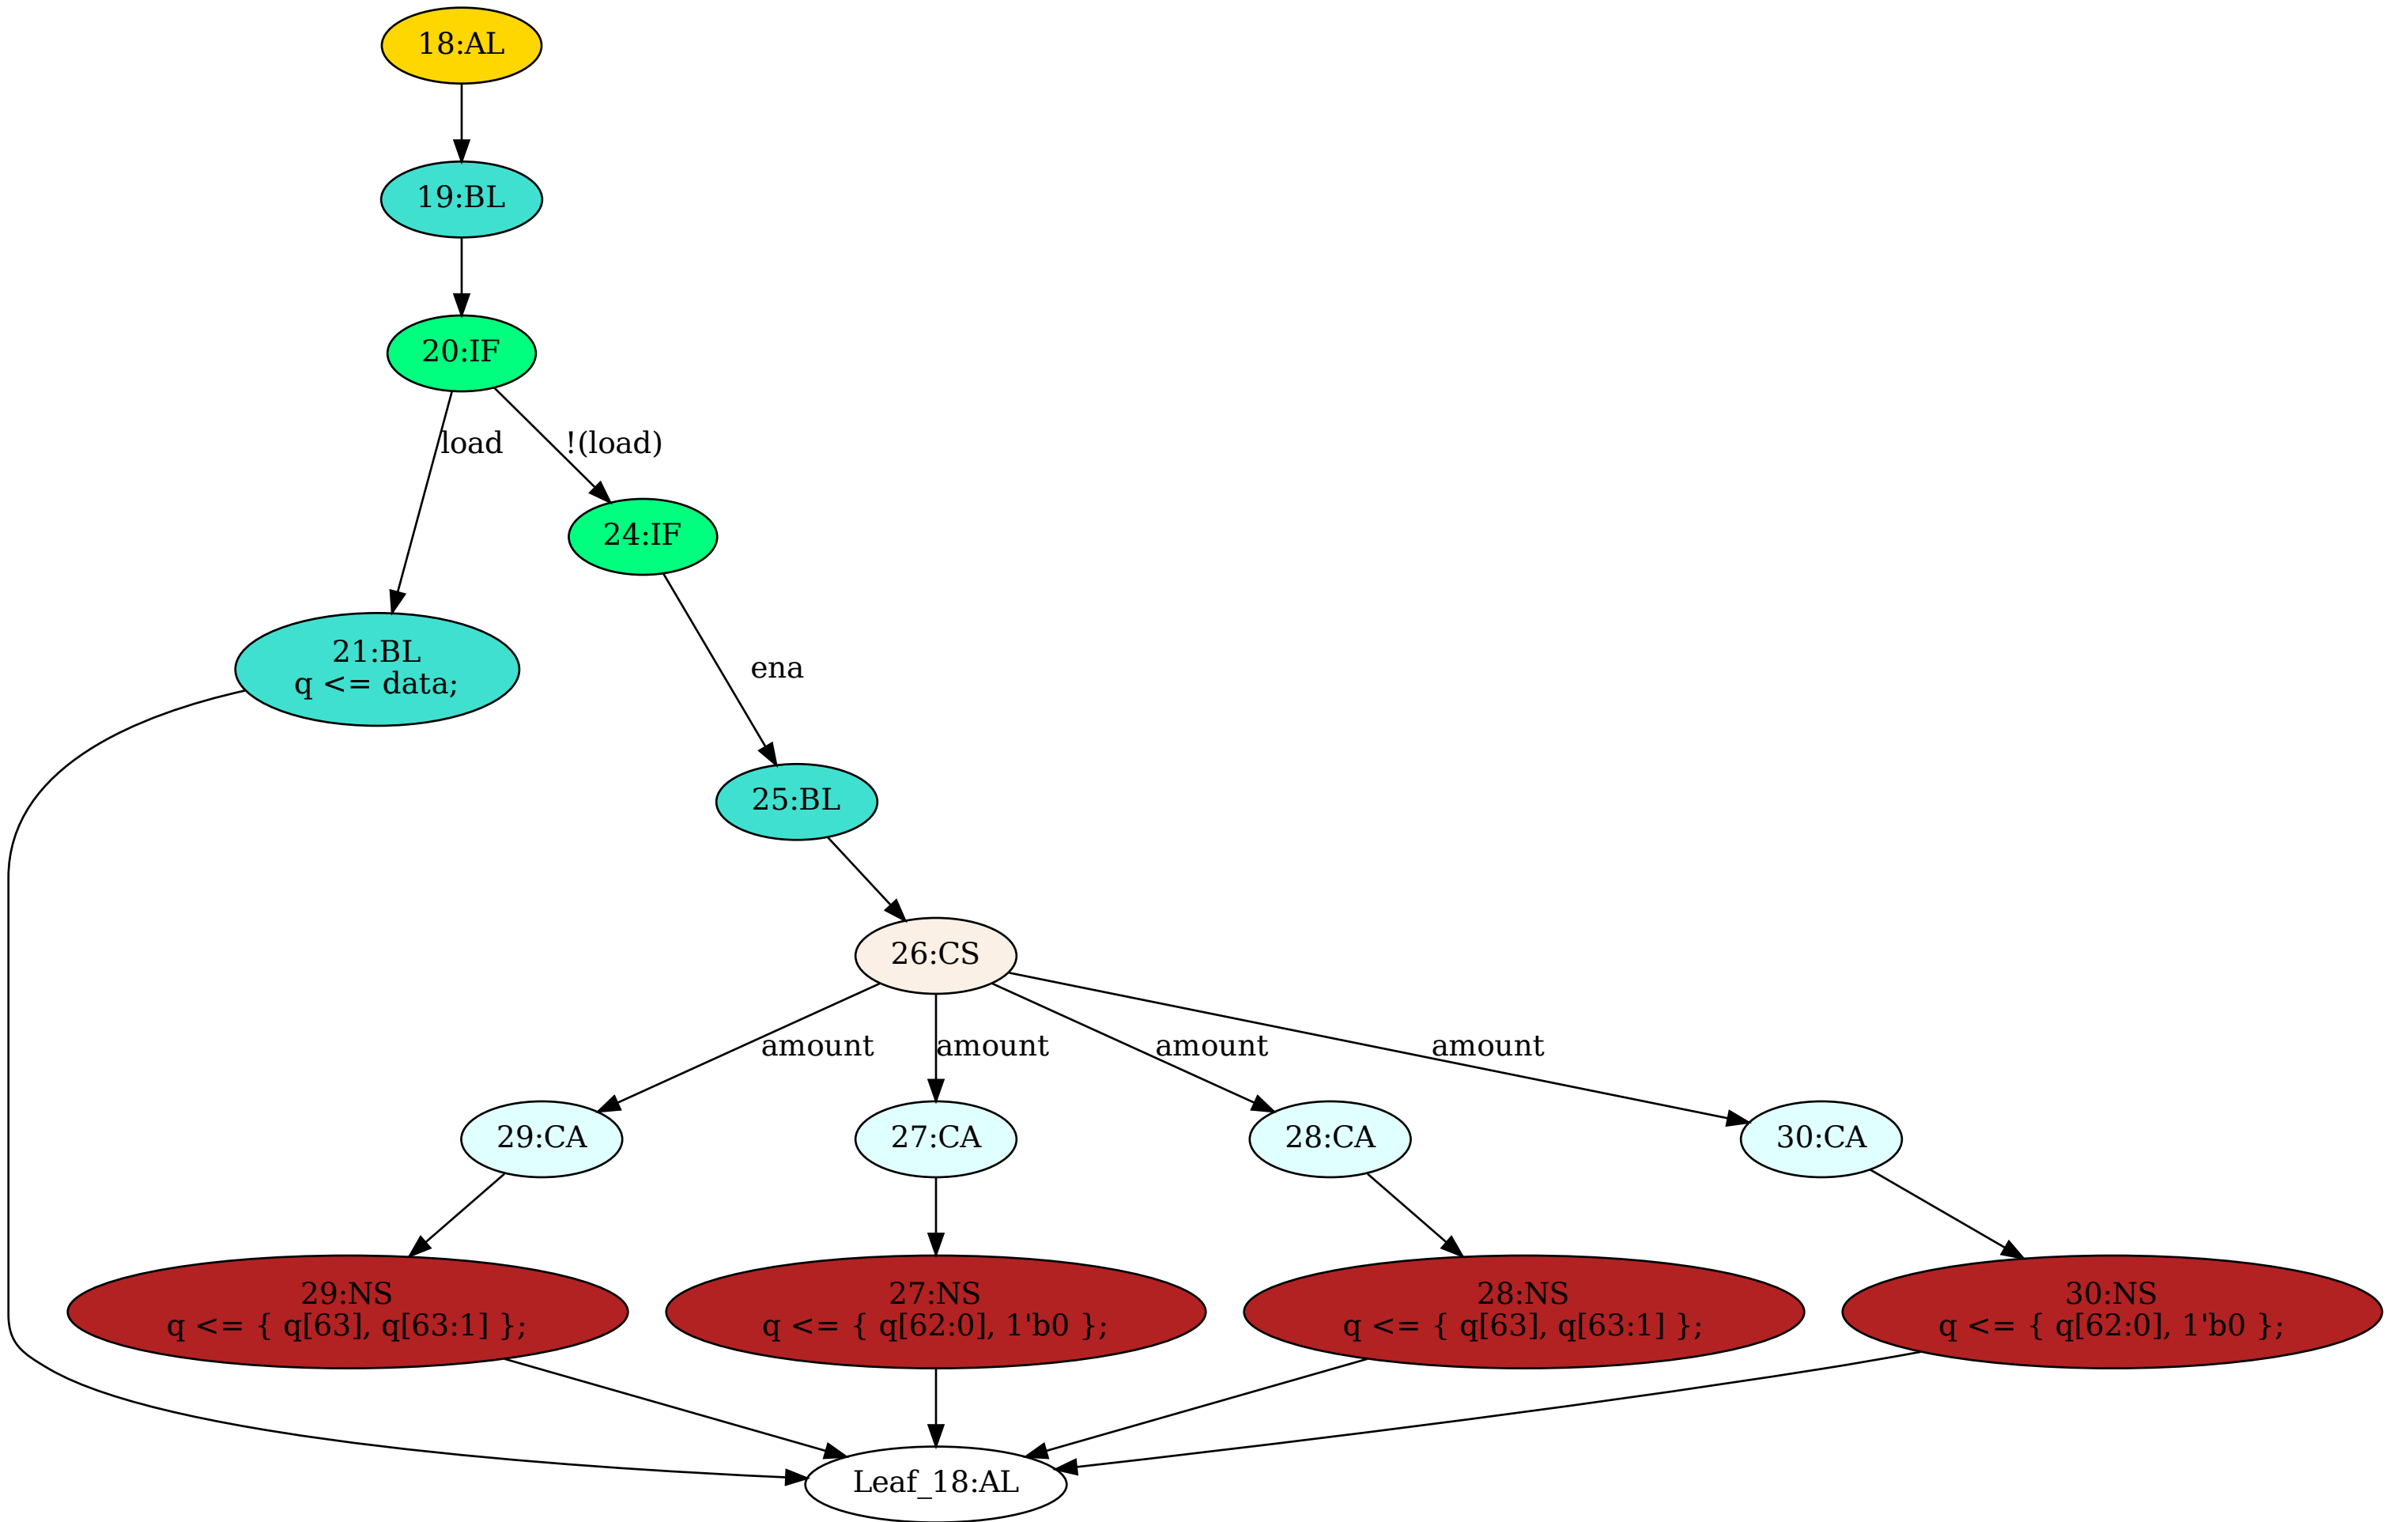 18:AL
19:BL
20:IF
load
!(load)
24:IF
21:BL
q <= data;
ena
25:BL
26:CS
amount
amount
amount
amount
29:CA
27:CA
28:CA
30:CA
29:NS
q <= { q[63], q[63:1] };
27:NS
q <= { q[62:0], 1'b0 };
28:NS
q <= { q[63], q[63:1] };
30:NS
q <= { q[62:0], 1'b0 };
Leaf_18:AL